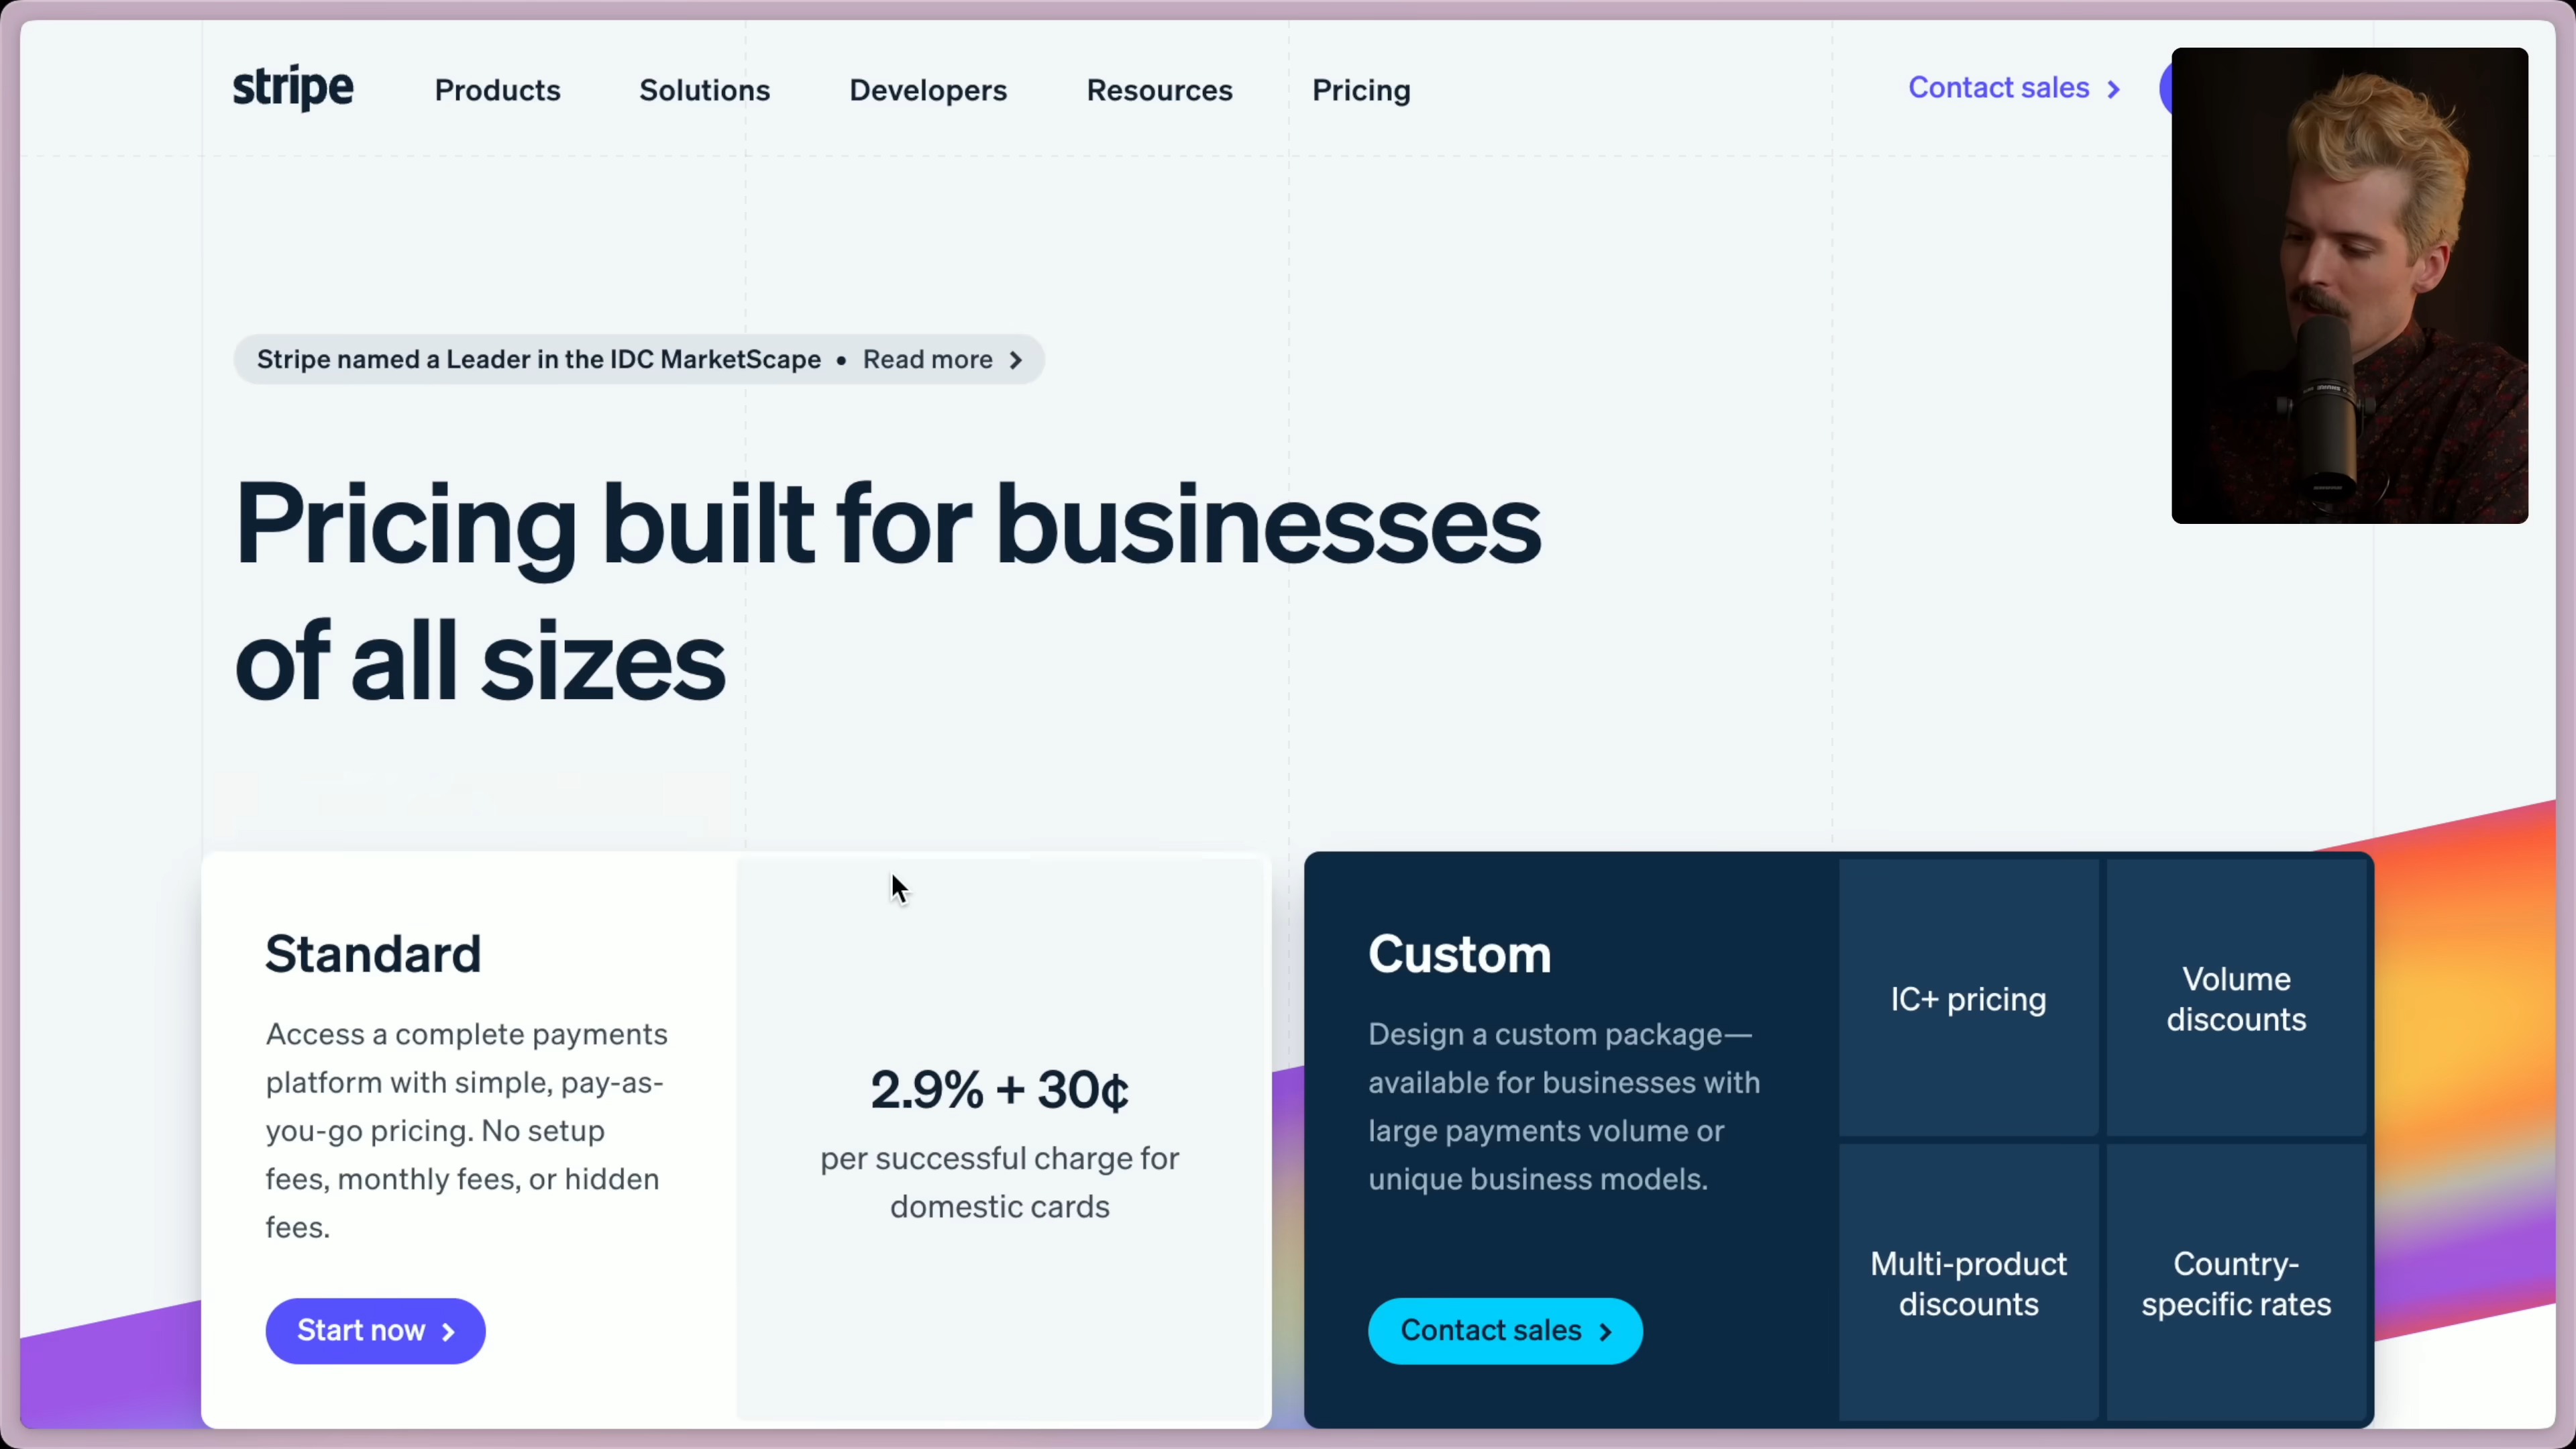 stripe
Products
Solutions
Developers
Resources
Pricing
Contact sales
Stripe named a Leader in the IDC MarketScape • Read more
Pricing built for businesses
of all sizes
Standard
Access a complete payments
platform with simple, pay-as-
you-go pricing. No setup
fees, monthly fees, or hidden
fees.
Start now
2.9% + 30¢
per successful charge for
domestic cards
Custom
Design a custom package—
available for businesses with
large payments volume or
unique business models.
Contact sales
IC+ pricing
Volume
discounts
Multi-product
discounts
Country-
specific rates